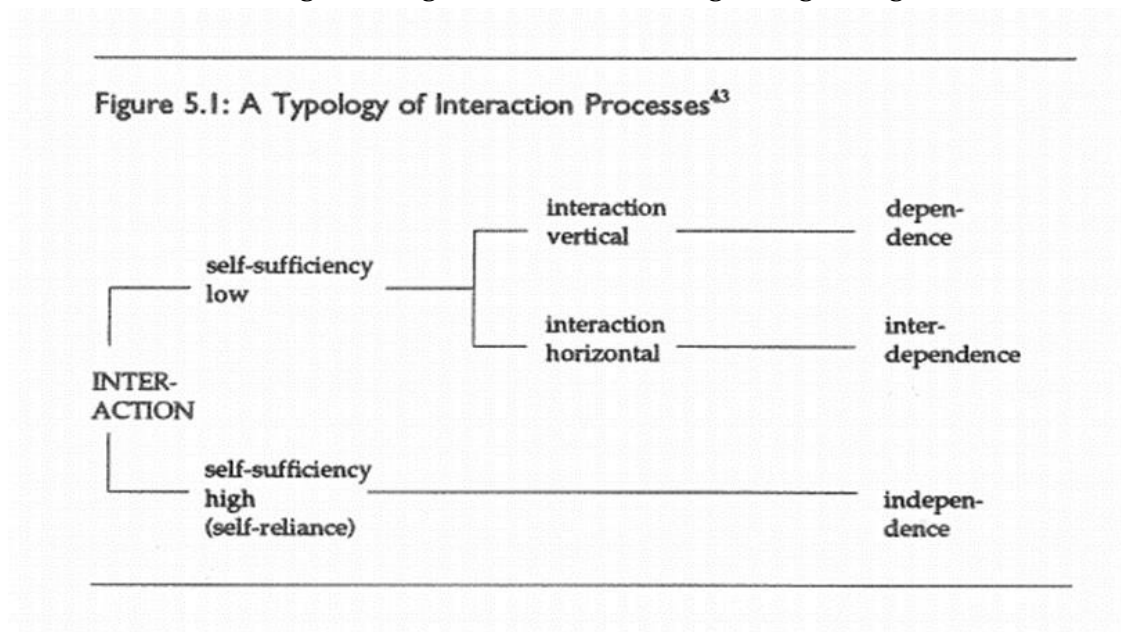 Figure 5.1: A Typology of Interaction Processes43
interaction
vertical
depen-
dence
self-sufficiency
low
interaction
horizontal
inter-
dependence
INTER-
ACTION
self-sufficiency
high
(self-reliance)
indepen-
dence